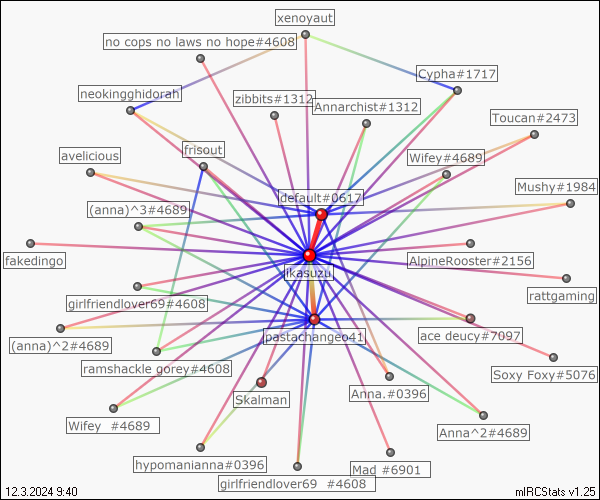 xenoyaut
no cops no laws no hope#4608
Cypha#1717
neokingghidorah
zibbits#1312
Annarchist#1312
Toucan#2473
avelicious
frisout
Wifey#4689
default#0617
Mushy#1984
(anna)^3#4689
fakedingo
ikasuzu
AlpineRooster#2156
rattgaming
girlfriendlover69#4608
pastachangeo41
ace deucy#7097
(anna)^2#4689
ramshackle gorey#4608
Soxy Foxy#5076
Skalman
Anna.#0396
Wifey  #4689
Anna^2#4689
hypomanianna#0396
Mad #6901
girlfriendlover69  #4608
12.3.2024 9:40
mIRCStats v1.25